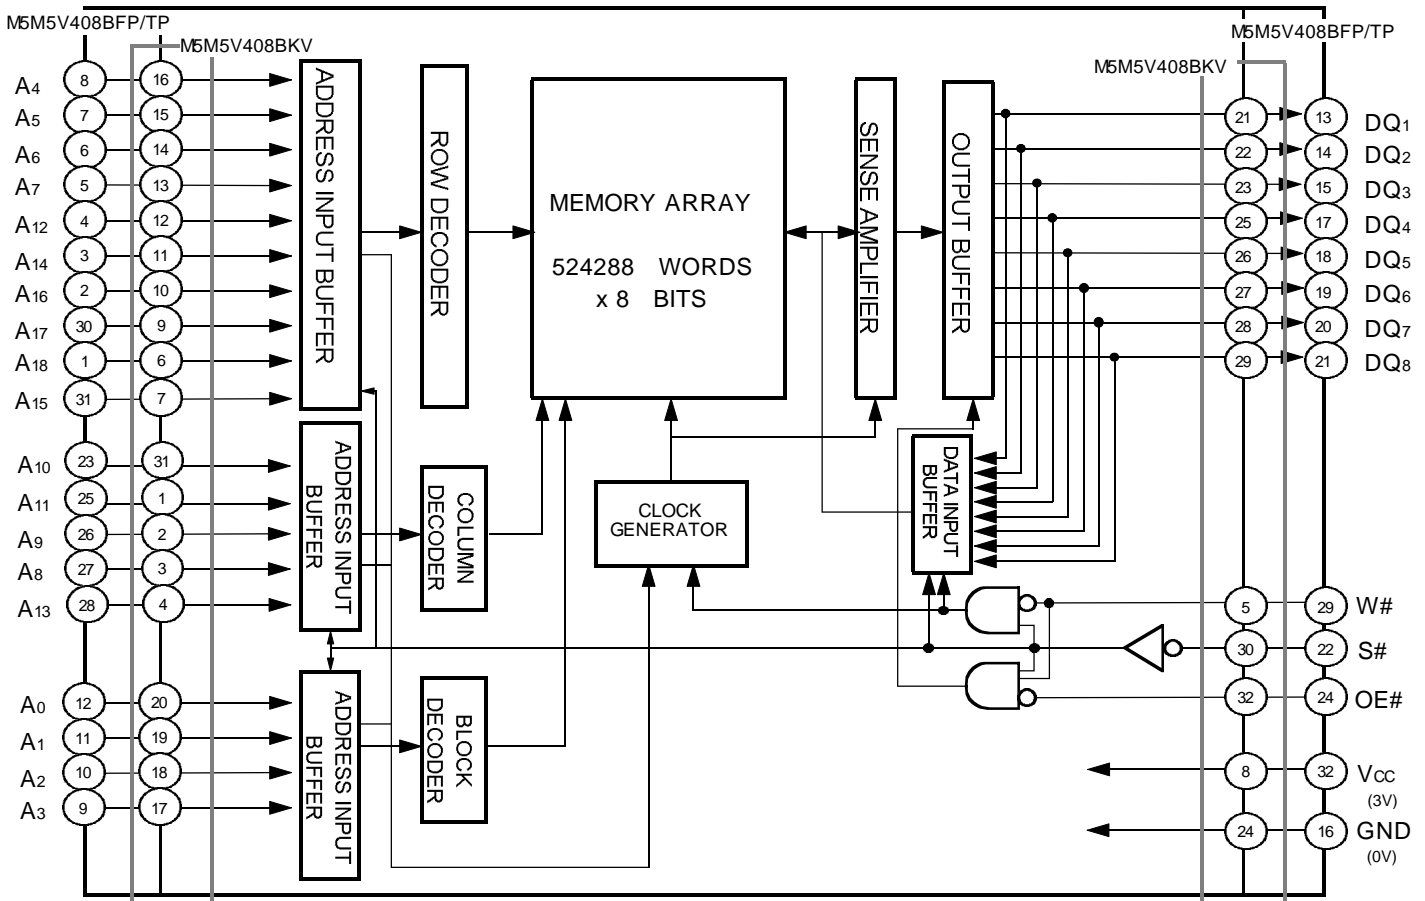 M5M5V408BFP/TP
M5M5V408BKV
M5M5V408BFP/TP
M5M5V408BKV
A4 8 16
A5 7 15
A6 6 14
A7 5 13
A12 4 12
A14 3 11
A16 2 10
A17 30 9
A18 1 6
A15 31 7
A10 23 31
A11 25 1
A9 26 2
A8 27 3
A13 28 4
A0 12 20
A1 11 19
A2 10 18
A3 9 17
ADDRESS INPUT BUFFER
ROW DECODER
MEMORY ARRAY
524288 WORDS
x 8 BITS
SENSE AMPLIFIER
OUTPUT BUFFER
ADDRESS INPUT
BUFFER
COLUMN
DECODER
CLOCK
GENERATOR
DATA INPUT
BUFFER
ADDRESS INPUT
BUFFER
BLOCK
DECODER
21 13 DQ1
22 14 DQ2
23 15 DQ3
25 17 DQ4
26 18 DQ5
27 19 DQ6
28 20 DQ7
29 21 DQ8
5 29 W#
30 22 S#
32 24 OE#
8 32 VCC
(3V)
24 16 GND
(0V)